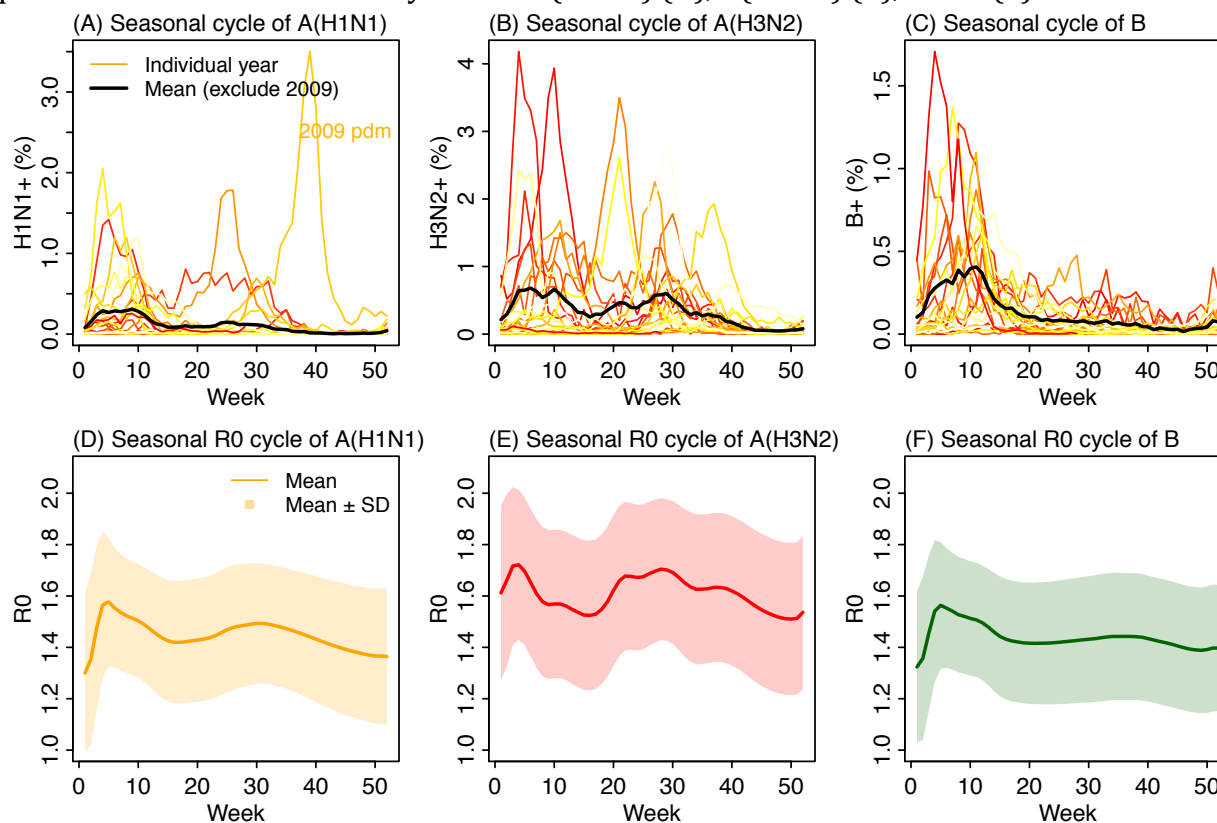 (A) Seasonal cycle of A(H1N1)
(B) Seasonal cycle of A(H3N2)
(C) Seasonal cycle of B
Individual year
Mean (exclude 2009)
2009 pdm
H1N1+ (%)
0.0 1.0 2.0 3.0
0 10 20 30 40 50
Week
H3N2+ (%)
0 1 2 3 4
0 10 20 30 40 50
Week
B+ (%)
0.0 0.5 1.0 1.5
0 10 20 30 40 50
Week
(D) Seasonal R0 cycle of A(H1N1)
(E) Seasonal R0 cycle of A(H3N2)
(F) Seasonal R0 cycle of B
Mean
Mean ± SD
R0
1.0 1.2 1.4 1.6 1.8 2.0
0 10 20 30 40 50
Week
R0
1.0 1.2 1.4 1.6 1.8 2.0
0 10 20 30 40 50
Week
R0
1.0 1.2 1.4 1.6 1.8 2.0
0 10 20 30 40 50
Week